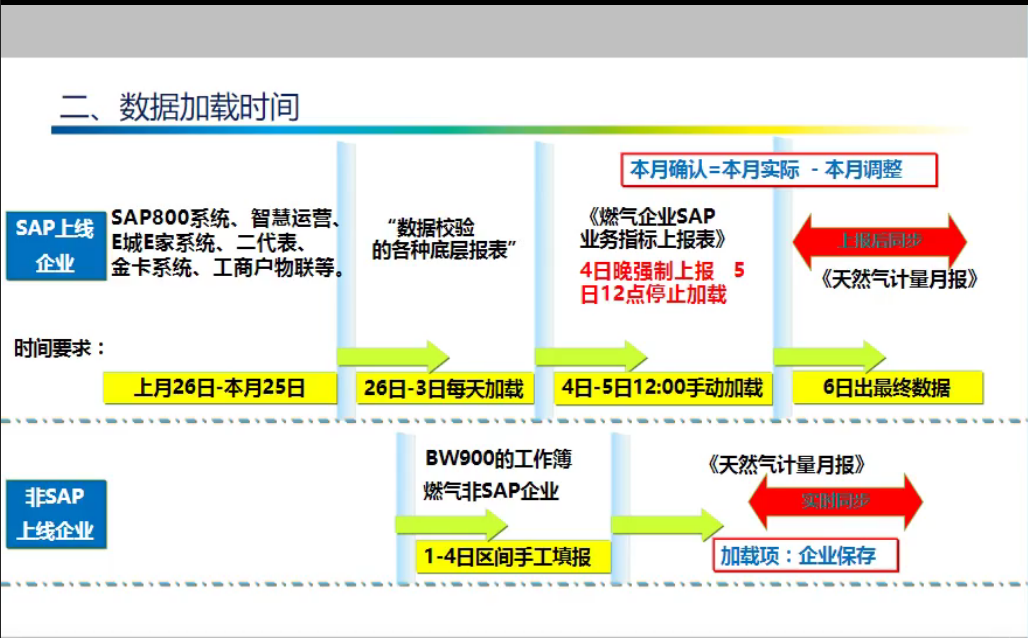 二、数据加载时间
本月确认=本月实际 - 本月调整
SAP上线
企业
SAP800系统、智慧运营、
E城E家系统、二代表、
金卡系统、工商户物联等。
“数据校验
的各种底层报表”
《燃气企业SAP
业务指标上报表》
4日晚强制上报 5
日12点停止加载
上报后同步
《天然气计量月报》
时间要求：
上月26日-本月25日
26日-3日每天加载
4日-5日12:00手动加载
6日出最终数据
非SAP
上线企业
BW900的工作簿
燃气非SAP企业
1-4日区间手工填报
《天然气计量月报》
实时同步
加载项：企业保存